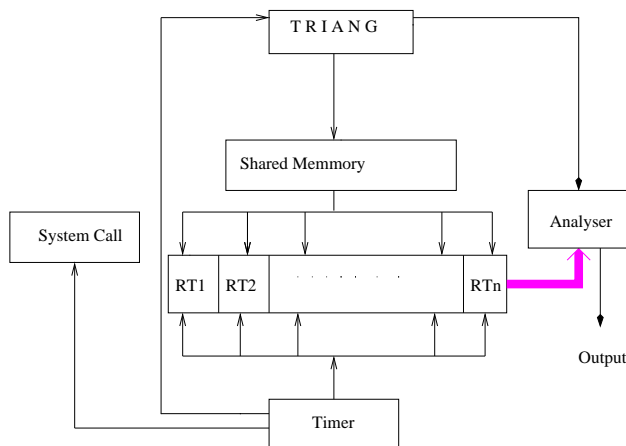 T R I A N G
Shared Memmory
System Call
Analyser
RT1
RT2
. . . . . . . . .
RTn
Output
Timer